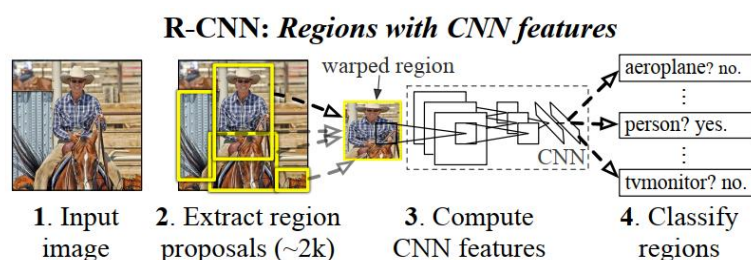 R-CNN: Regions with CNN features
warped region
aeroplane? no.
⋮
person? yes.
⋮
tvmonitor? no.
CNN
1. Input
image
2. Extract region
proposals (~2k)
3. Compute
CNN features
4. Classify
regions